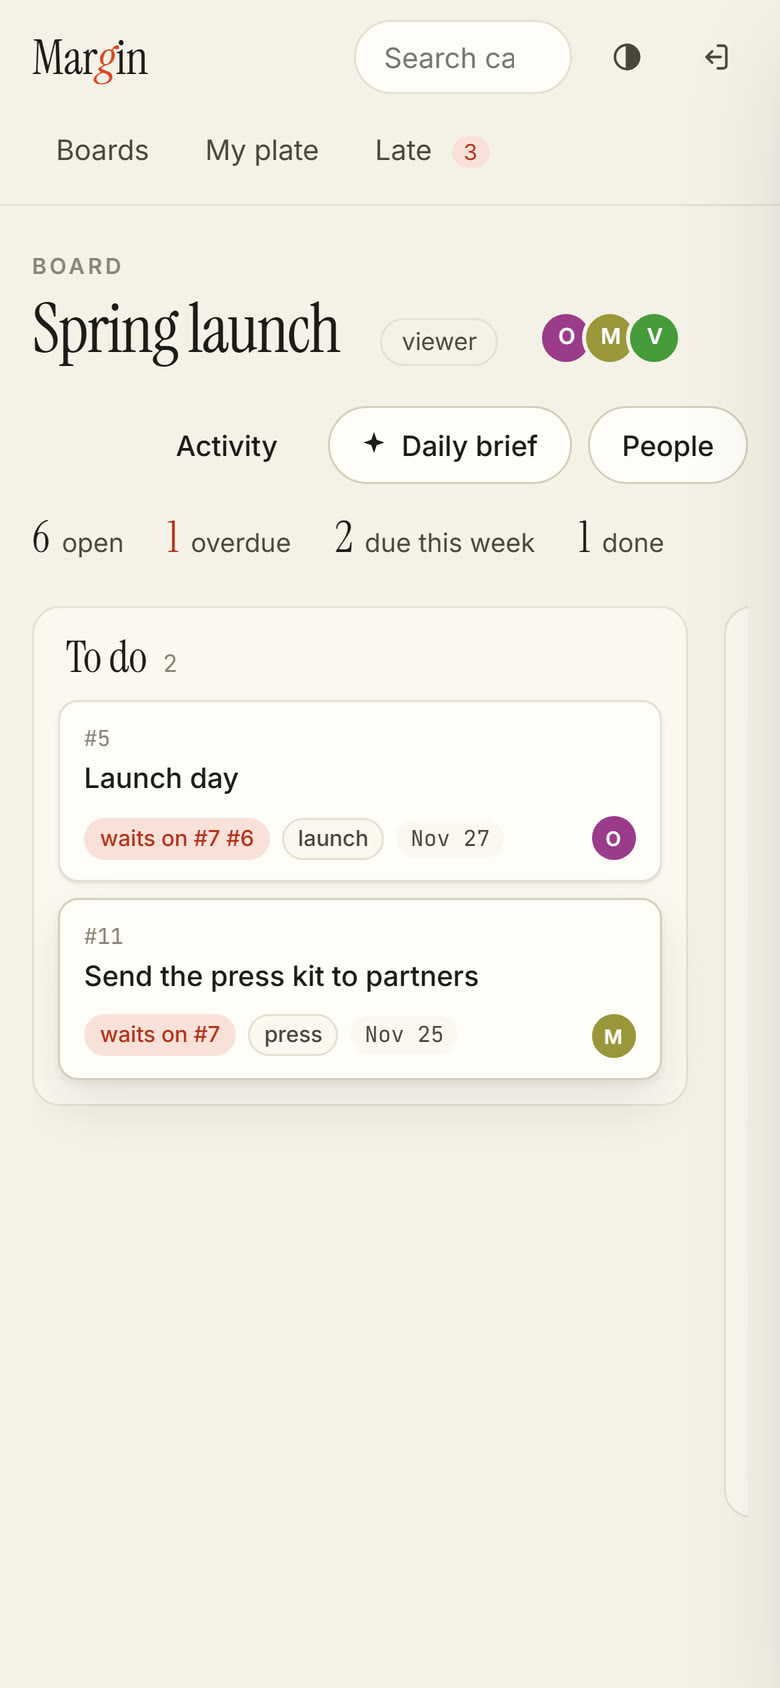 Margin
Search ca
Boards My plate Late 3
BOARD
Spring launch viewer O M V
Activity Daily brief People
6 open 1 overdue 2 due this week 1 done
To do 2
#5
Launch day
waits on #7 #6 launch Nov 27 O
#11
Send the press kit to partners
waits on #7 press Nov 25 M